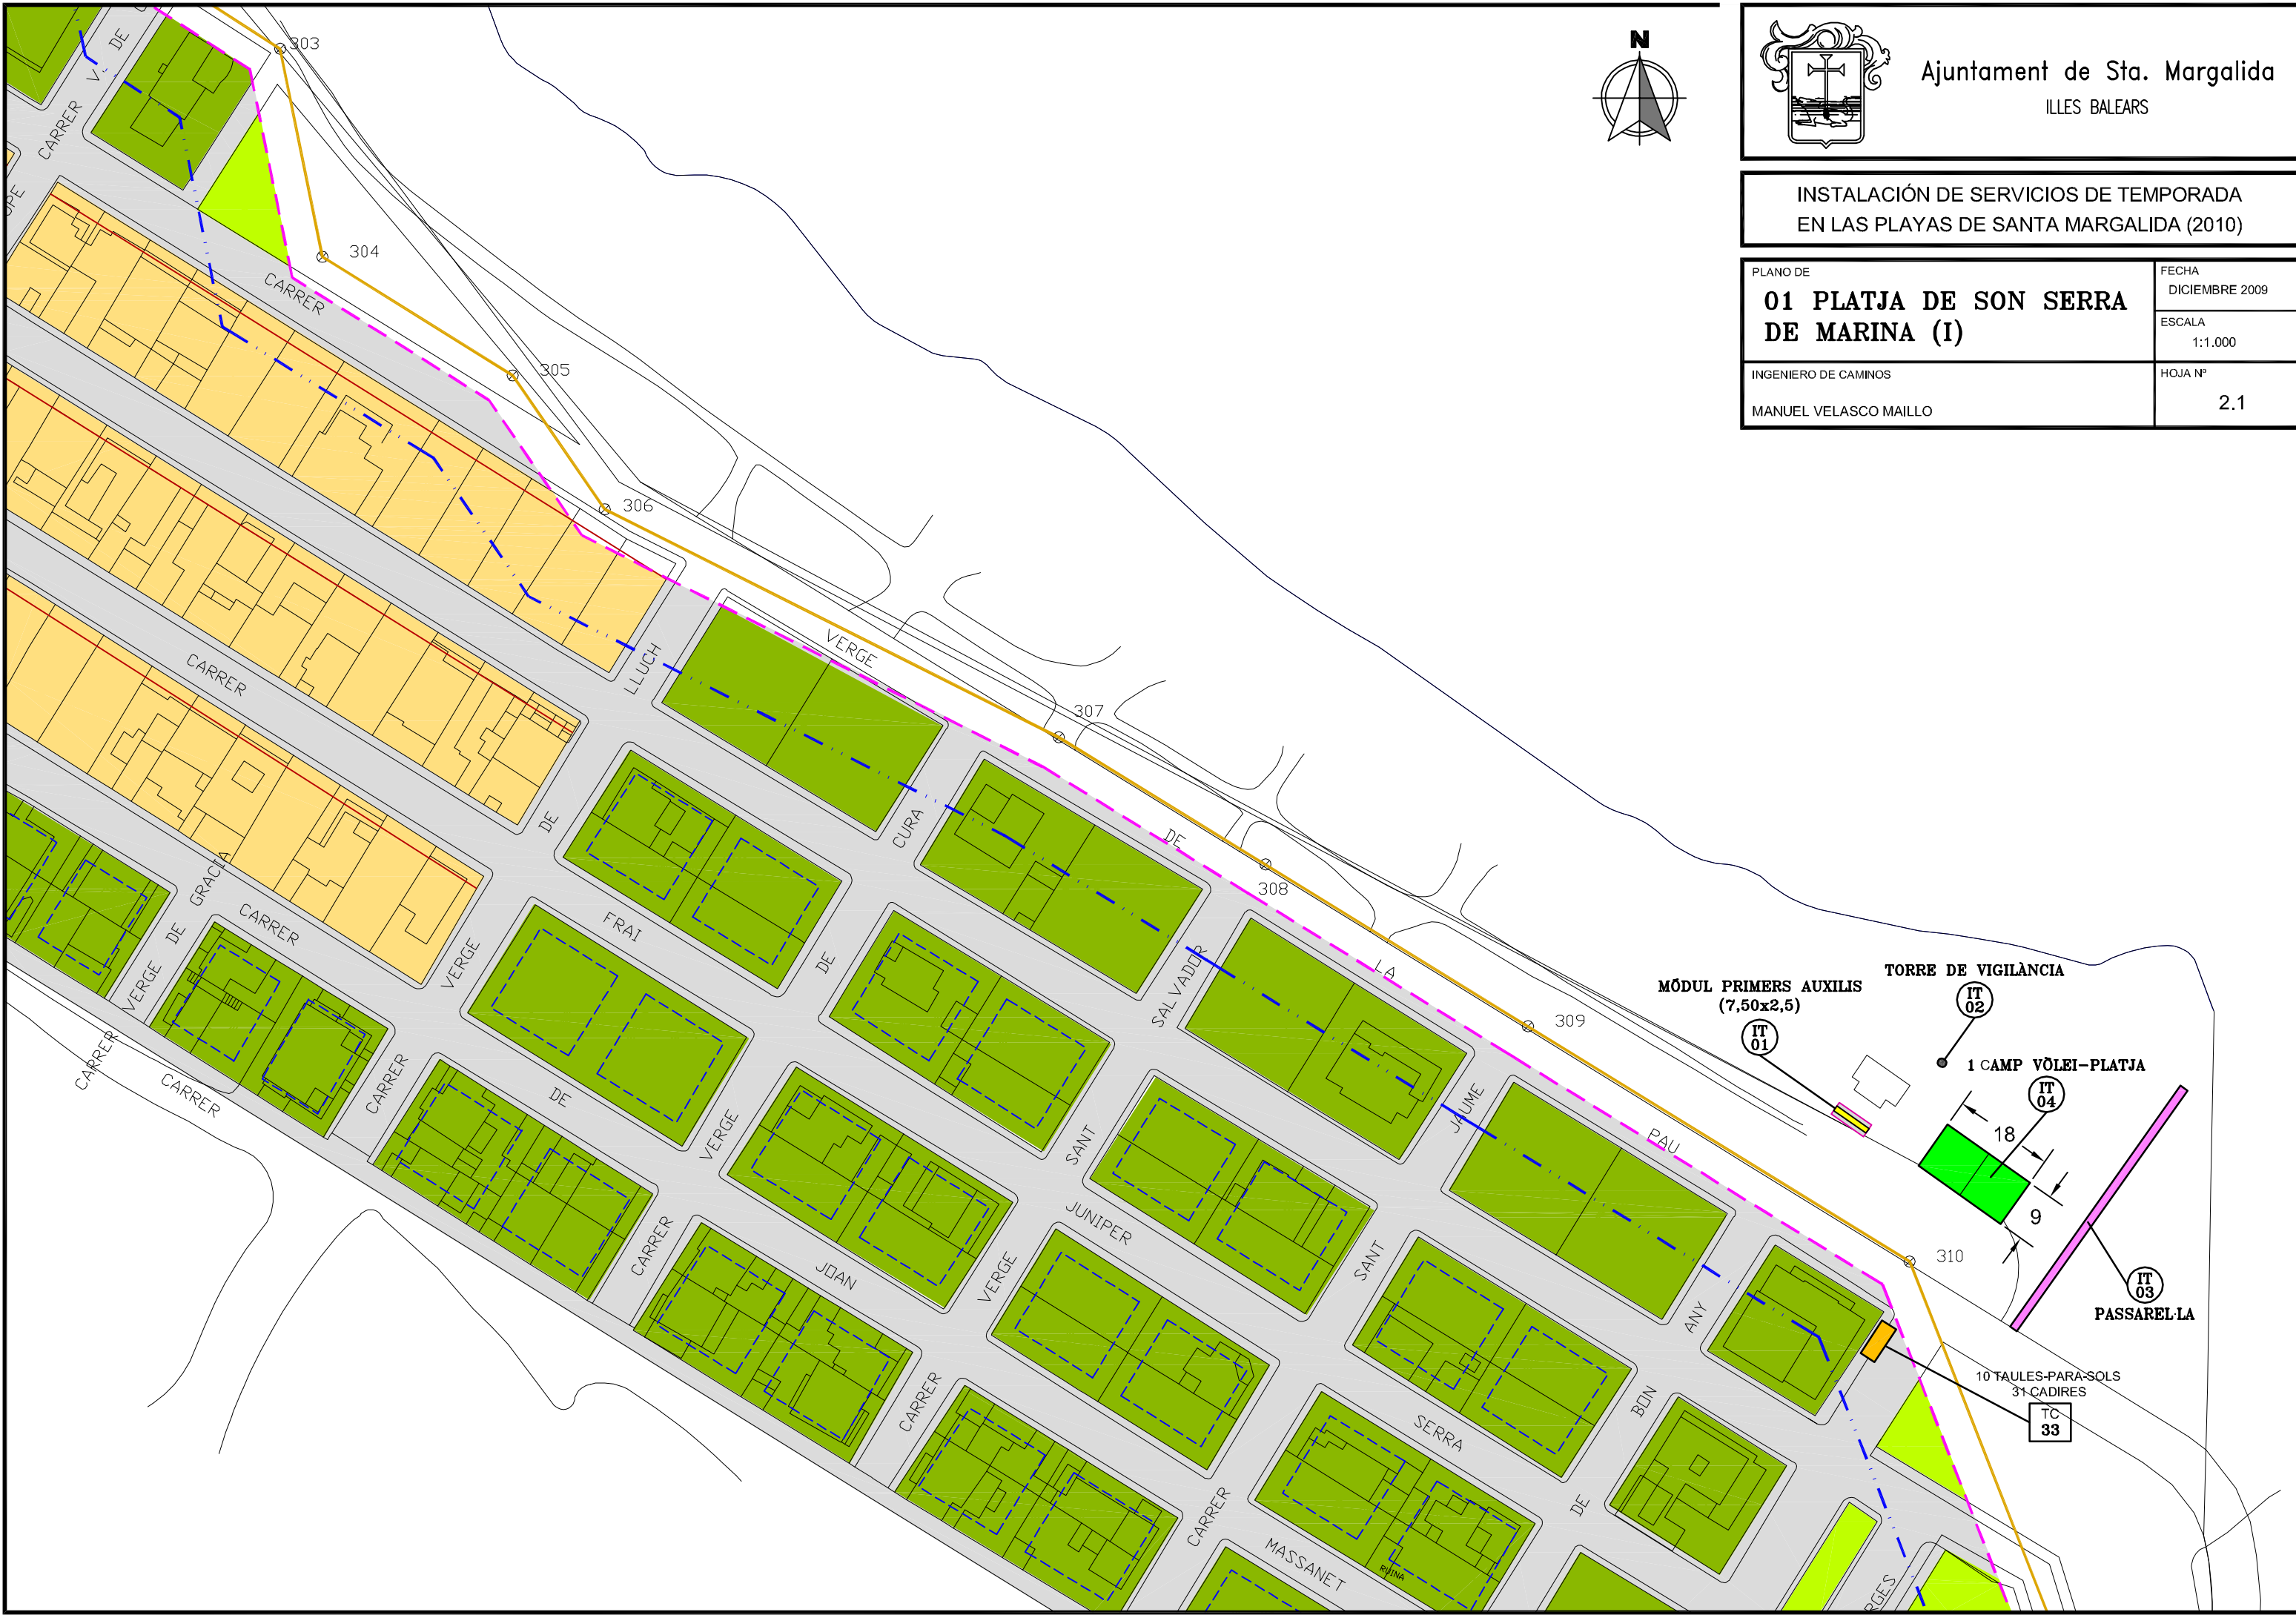 Ajuntament de Sta. Margalida
ILLES BALEARS
INSTALACIÓN DE SERVICIOS DE TEMPORADA
EN LAS PLAYAS DE SANTA MARGALIDA (2010)
PLANO DE
01 PLATJA DE SON SERRA
DE MARINA (I)
FECHA
DICIEMBRE 2009
ESCALA
1:1.000
INGENIERO DE CAMINOS
MANUEL VELASCO MAILLO
HOJA Nº
2.1
N
303
304
305
306
307
308
309
310
CARRER
V.
DE
CARRER
VERGE
DE
LA
PAU
CARRER
LLUCH
DE
VERGE
CARRER
CURA
DE
VERGE
CARRER
SALVADOR
SANT
VERGE
CARRER
JAUME
SANT
CARRER
ANY
BON
DE
CARRER
FRAI
JUNIPER
SERRA
CARRER
DE
JOAN
MASSANET
CARRER
VERGE
DE
GRACIA
CARRER
RUINA
MÒDUL PRIMERS AUXILIS
(7,50x2,5)
IT
01
TORRE DE VIGILÀNCIA
IT
02
1 CAMP VÒLEI-PLATJA
IT
04
18
9
IT
03
PASSAREL·LA
10 TAULES-PARA-SOLS
31 CADIRES
TC
33